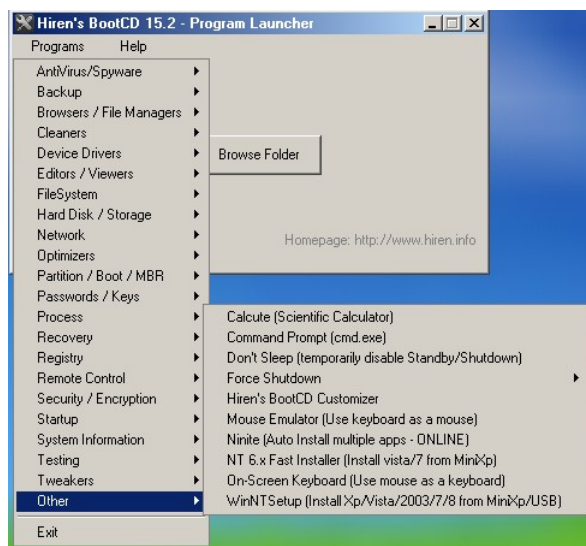 Hiren's BootCD 15.2 - Program Launcher
Programs Help
AntiVirus/Spyware
Backup
Browsers / File Managers
Cleaners
Device Drivers
Editors / Viewers
FileSystem
Hard Disk / Storage
Network
Optimizers
Partition / Boot / MBR
Passwords / Keys
Process
Recovery
Registry
Remote Control
Security / Encryption
Startup
System Information
Testing
Tweakers
Other
Exit
Browse Folder
Homepage: http://www.hiren.info
Calcute (Scientific Calculator)
Command Prompt (cmd.exe)
Don't Sleep (temporarily disable Standby/Shutdown)
Force Shutdown
Hiren's BootCD Customizer
Mouse Emulator (Use keyboard as a mouse)
Ninite (Auto Install multiple apps - ONLINE)
NT 6.x Fast Installer (Install vista/7 from MiniXp)
On-Screen Keyboard (Use mouse as a keyboard)
WinNTSetup (Install Xp/Vista/2003/7/8 from MiniXp/USB)